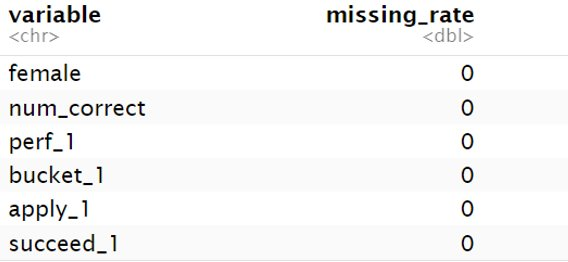 variable missing_rate
<chr> <dbl>
female 0
num_correct 0
perf_1 0
bucket_1 0
apply_1 0
succeed_1 0